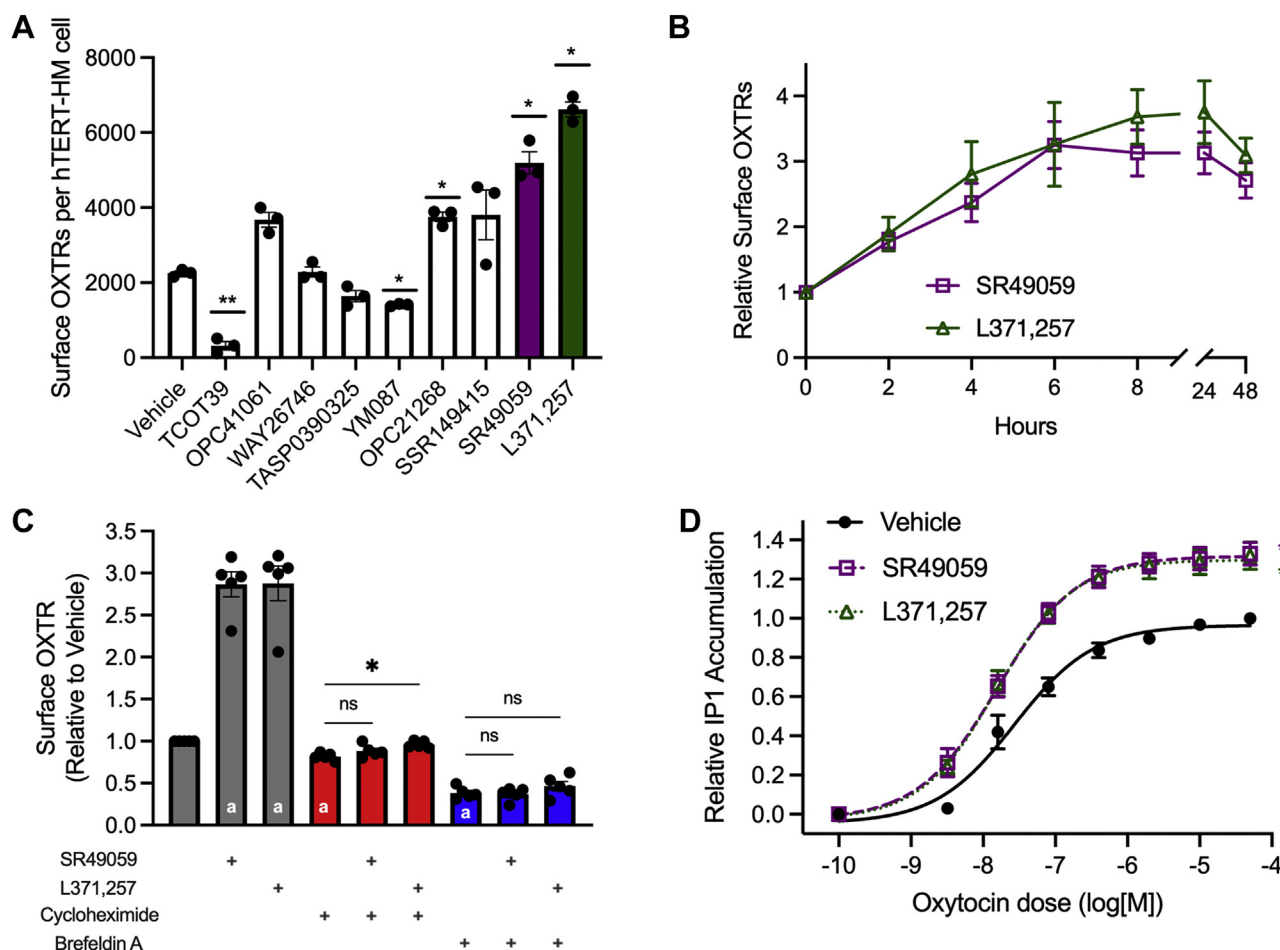 A
Surface OXTRs per hTERT-HM cell
8000
6000
4000
2000
0
**
*
*
*
*
Vehicle
TCOT39
OPC41061
WAY26746
TASP0390325
YM087
OPC21268
SSR149415
SR49059
L371,257
B
Relative Surface OXTRs
4
3
2
1
0
SR49059
L371,257
0
2
4
6
8
24
48
Hours
C
Surface OXTR
(Relative to Vehicle)
3.5
3.0
2.5
2.0
1.5
1.0
0.5
0.0
*
ns
ns
ns
a
a
a
a
SR49059 + + +
L371,257 + + +
Cycloheximide + + +
Brefeldin A + + +
D
Vehicle
SR49059
L371,257
Relative IP1 Accumulation
1.4
1.2
1.0
0.8
0.6
0.4
0.2
0.0
-10
-9
-8
-7
-6
-5
-4
Oxytocin dose (log[M])